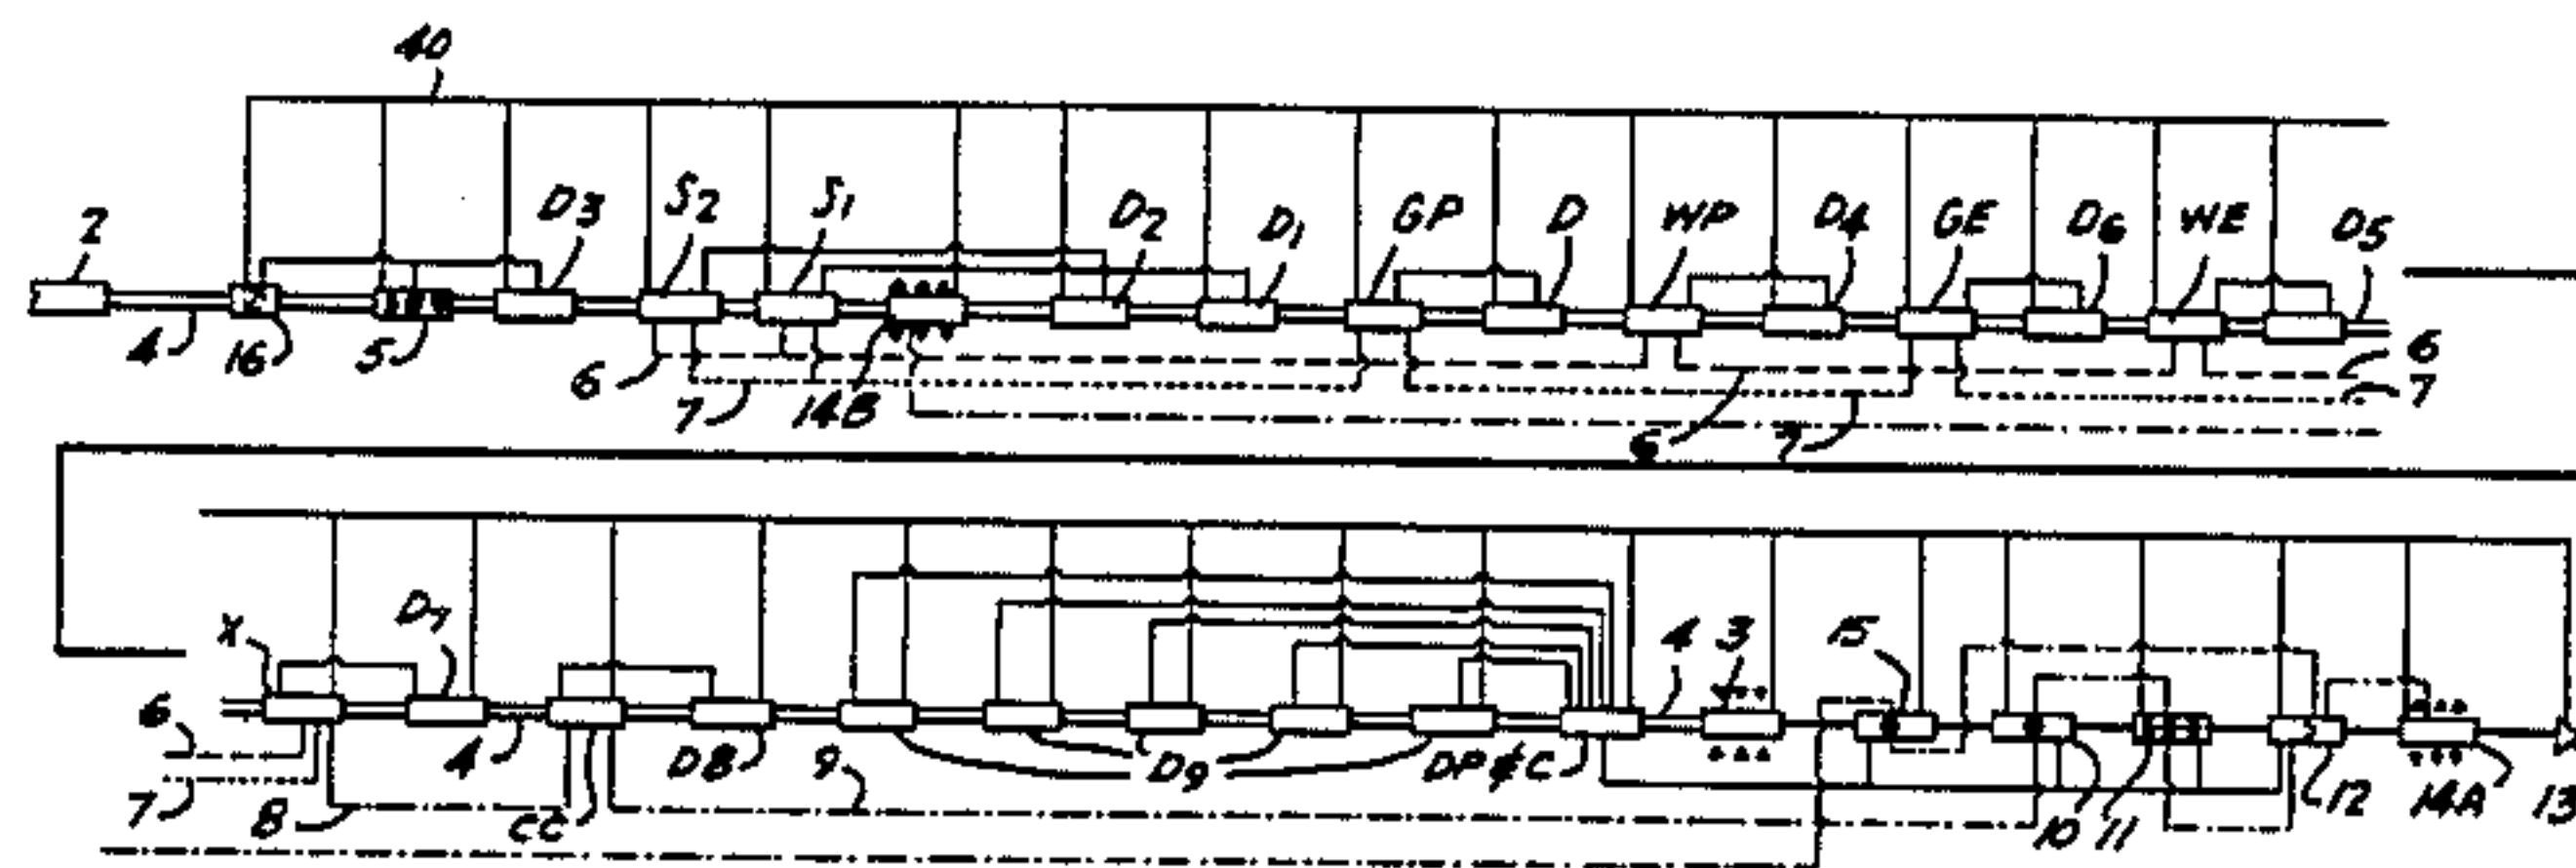 40
2 D3 S2 S1 D2 D1 GP D WP D4 GE D6 WE D5
4 16 5 6 7 14B 6 7 6 7
X D7 4 3 15
6 7 8 4 CC D8 9 D9 DP&C 10 11 12 14A 13